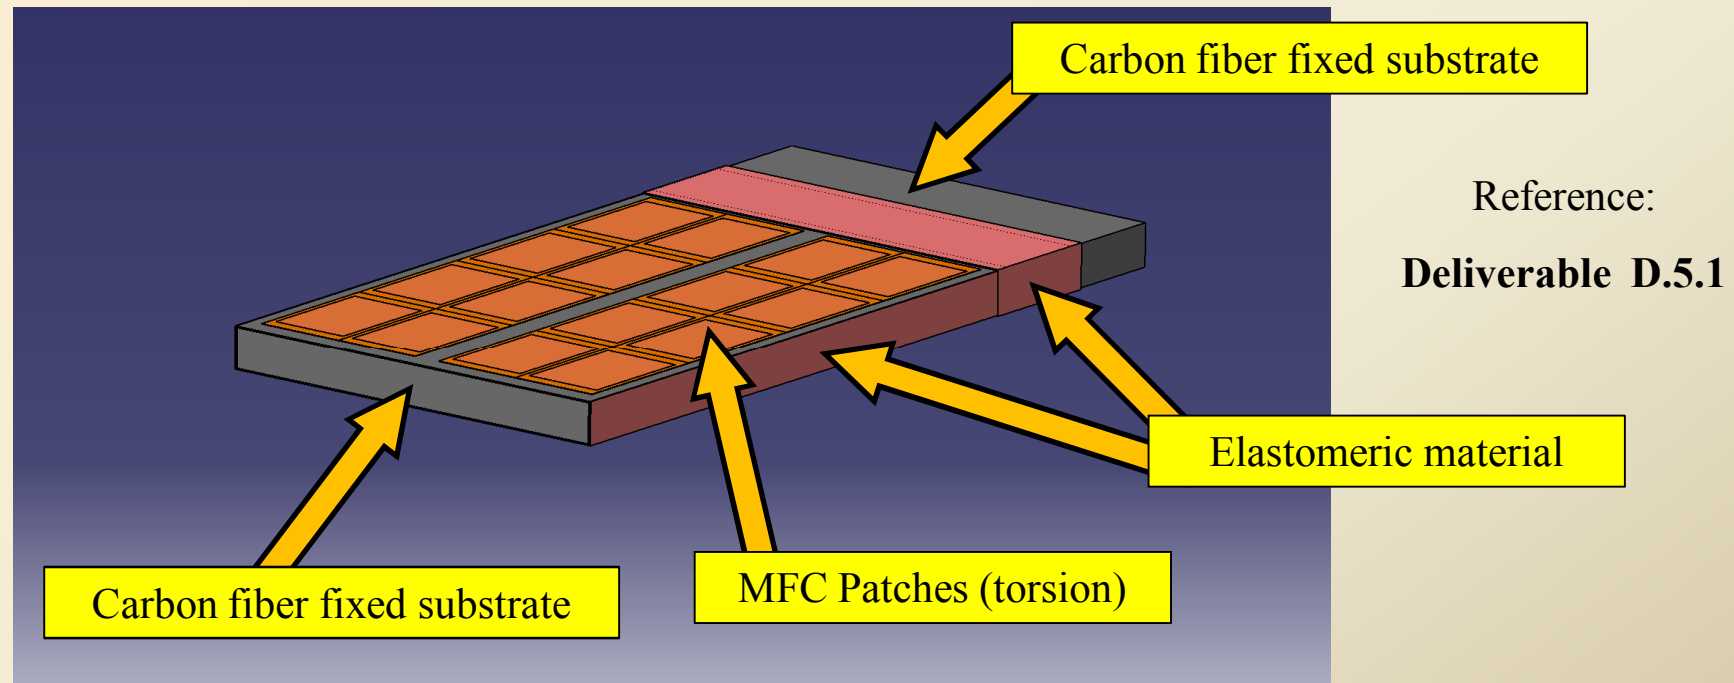 Carbon fiber fixed substrate
Reference:
Deliverable D.5.1
Elastomeric material
MFC Patches (torsion)
Carbon fiber fixed substrate